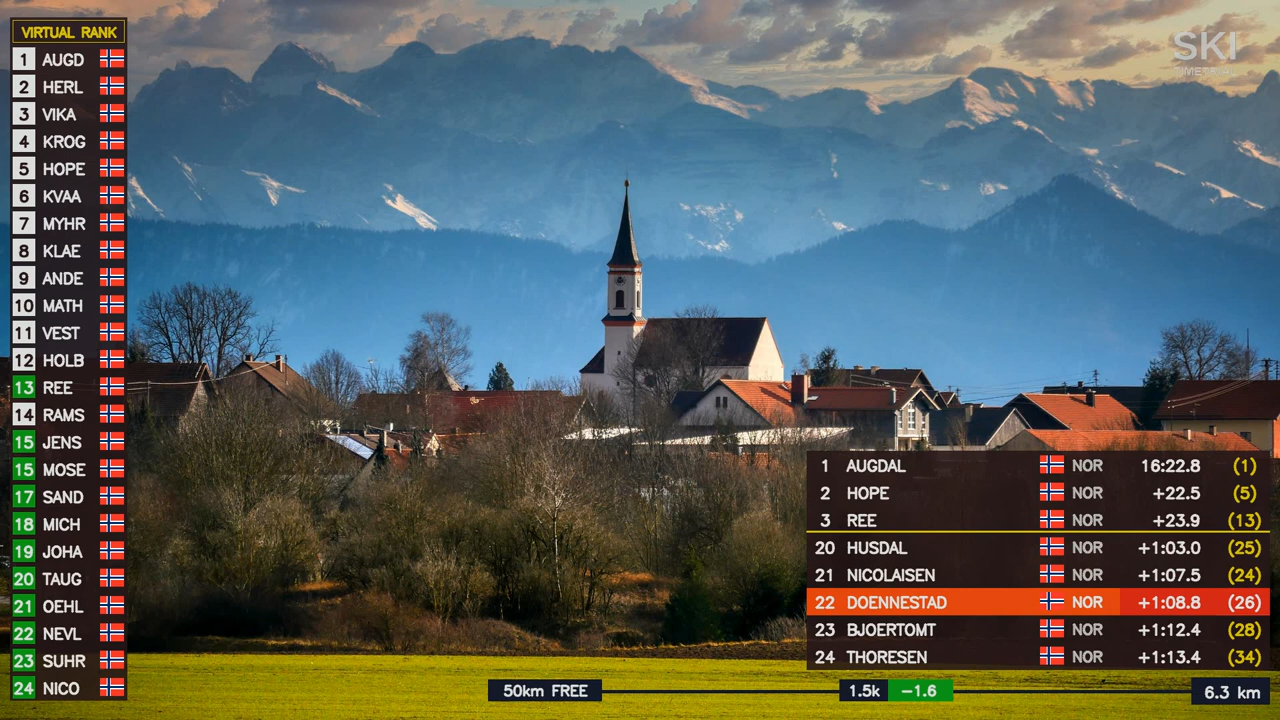 VIRTUAL RANK
1 AUGD
2 HERL
3 VIKA
4 KROG
5 HOPE
6 KVAA
7 MYHR
8 KLAE
9 ANDE
10 MATH
11 VEST
12 HOLB
13 REE
14 RAMS
15 JENS
15 MOSE
17 SAND
18 MICH
19 JOHA
20 TAUG
21 OEHL
22 NEVL
23 SUHR
24 NICO
SKI
1 AUGDAL NOR 16:22.8 (1)
2 HOPE NOR +22.5 (5)
3 REE NOR +23.9 (13)
20 HUSDAL NOR +1:03.0 (25)
21 NICOLAISEN NOR +1:07.5 (24)
22 DOENNESTAD NOR +1:08.8 (26)
23 BJOERTOMT NOR +1:12.4 (28)
24 THORESEN NOR +1:13.4 (34)
50km FREE 1.5k −1.6 6.3 km